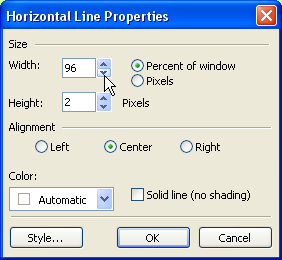 Horizontal Line Properties
Size
Width: 96 Percent of window
Pixels
Height: 2 Pixels
Alignment
Left Center Right
Color:
Automatic Solid line (no shading)
Style... OK Cancel